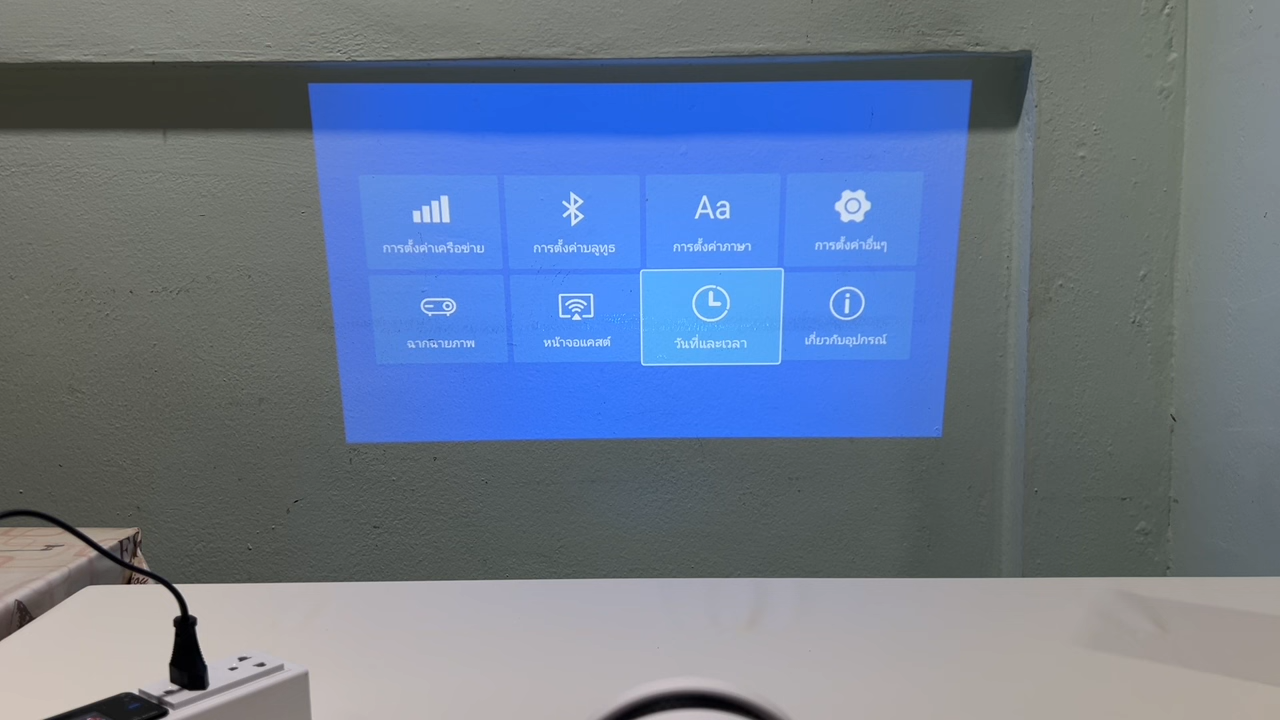 การตั้งค่าเครือข่าย
การตั้งค่าบลูทูธ
Aa
การตั้งค่าภาษา
การตั้งค่าอื่นๆ
ฉากฉายภาพ
หน้าจอแคสต์
วันที่และเวลา
เกี่ยวกับอุปกรณ์